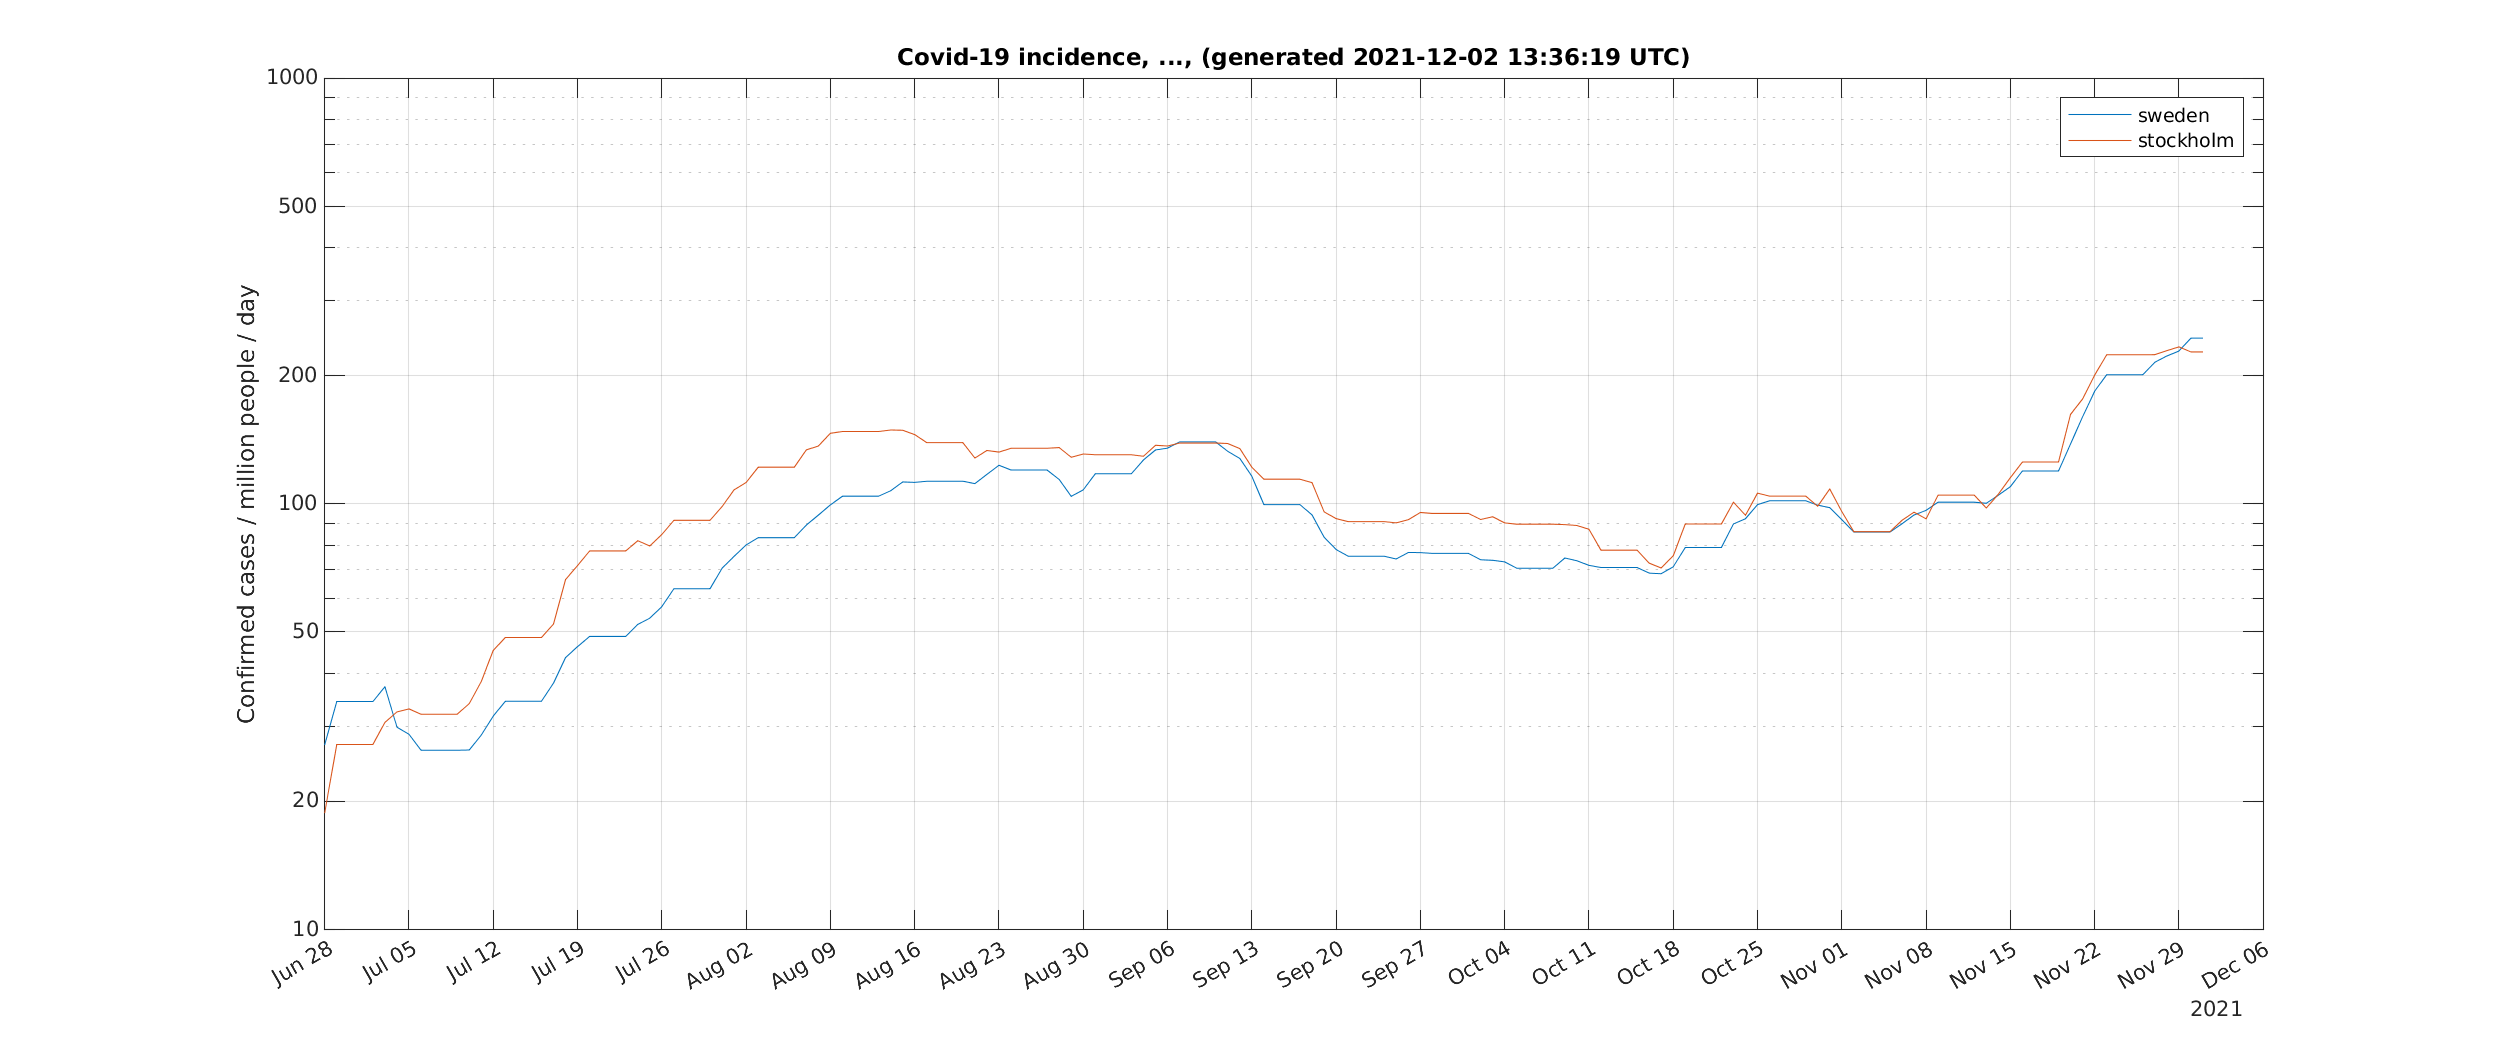 Covid-19 incidence, ..., (generated 2021-12-02 13:36:19 UTC)
Confirmed cases / million people / day
1000
500
200
100
50
20
10
sweden
stockholm
Jun 28
Jul 05
Jul 12
Jul 19
Jul 26
Aug 02
Aug 09
Aug 16
Aug 23
Aug 30
Sep 06
Sep 13
Sep 20
Sep 27
Oct 04
Oct 11
Oct 18
Oct 25
Nov 01
Nov 08
Nov 15
Nov 22
Nov 29
Dec 06
2021